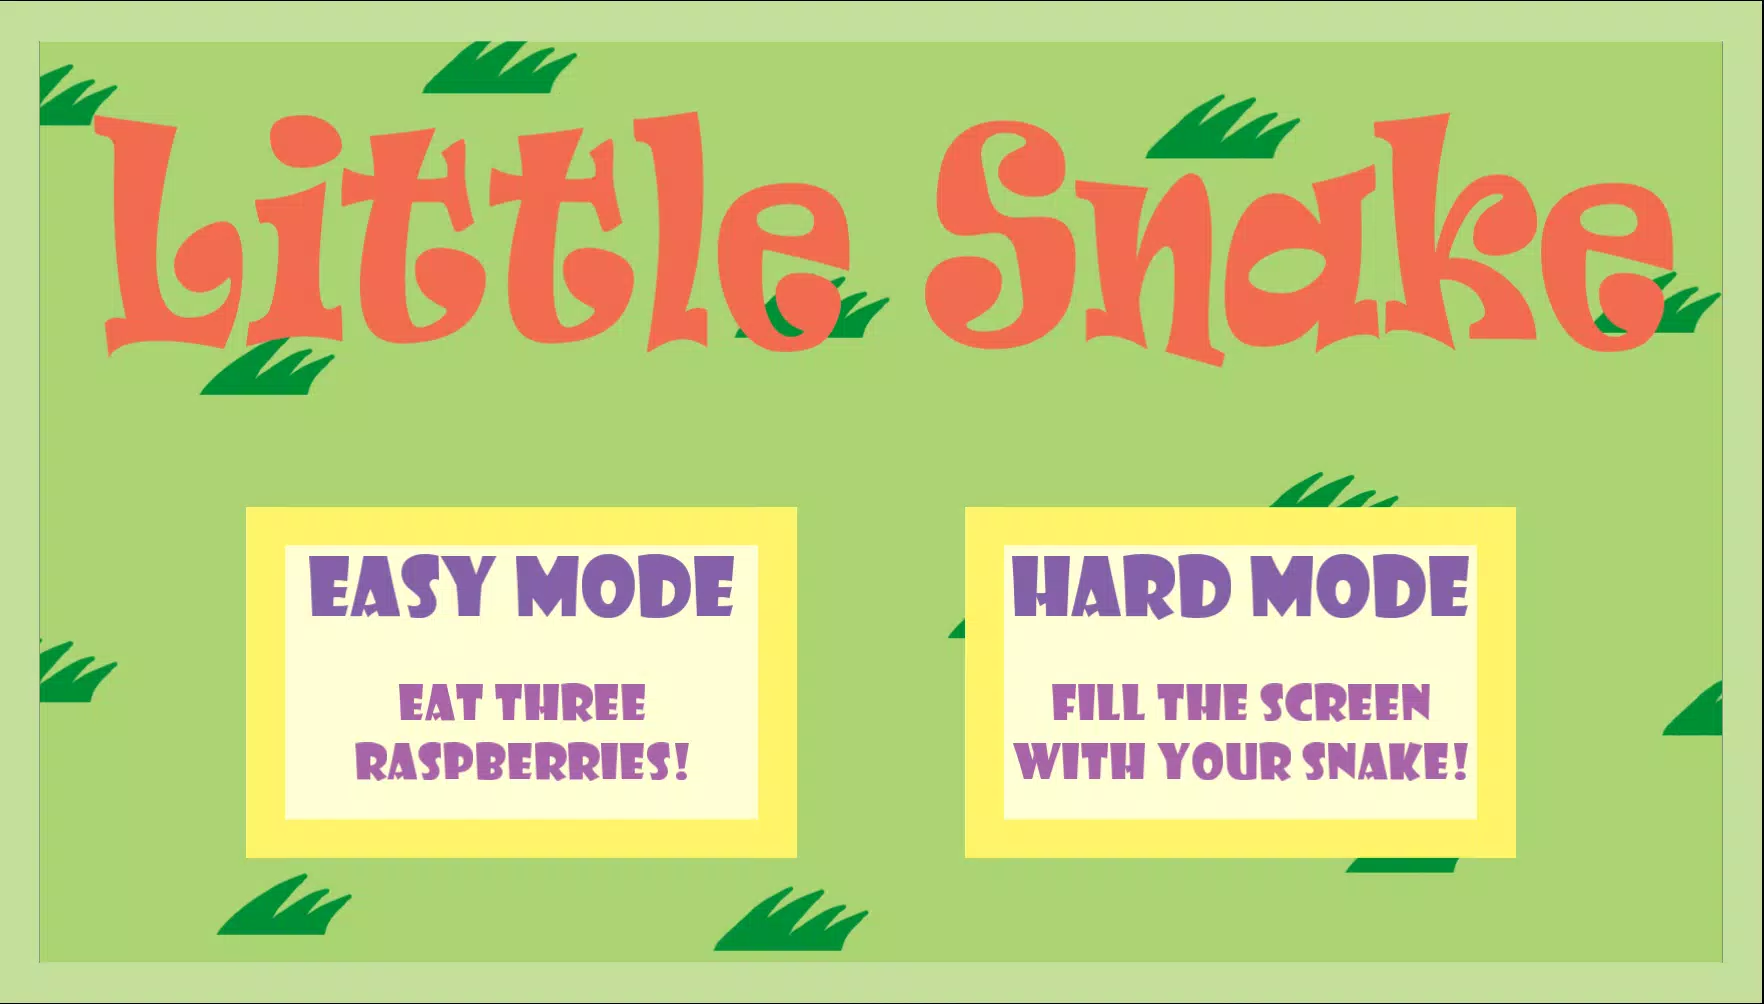 Little Snake
EASY MODE
EAT THREE
RASPBERRIES!
HARD MODE
FILL THE SCREEN
WITH YOUR SNAKE!